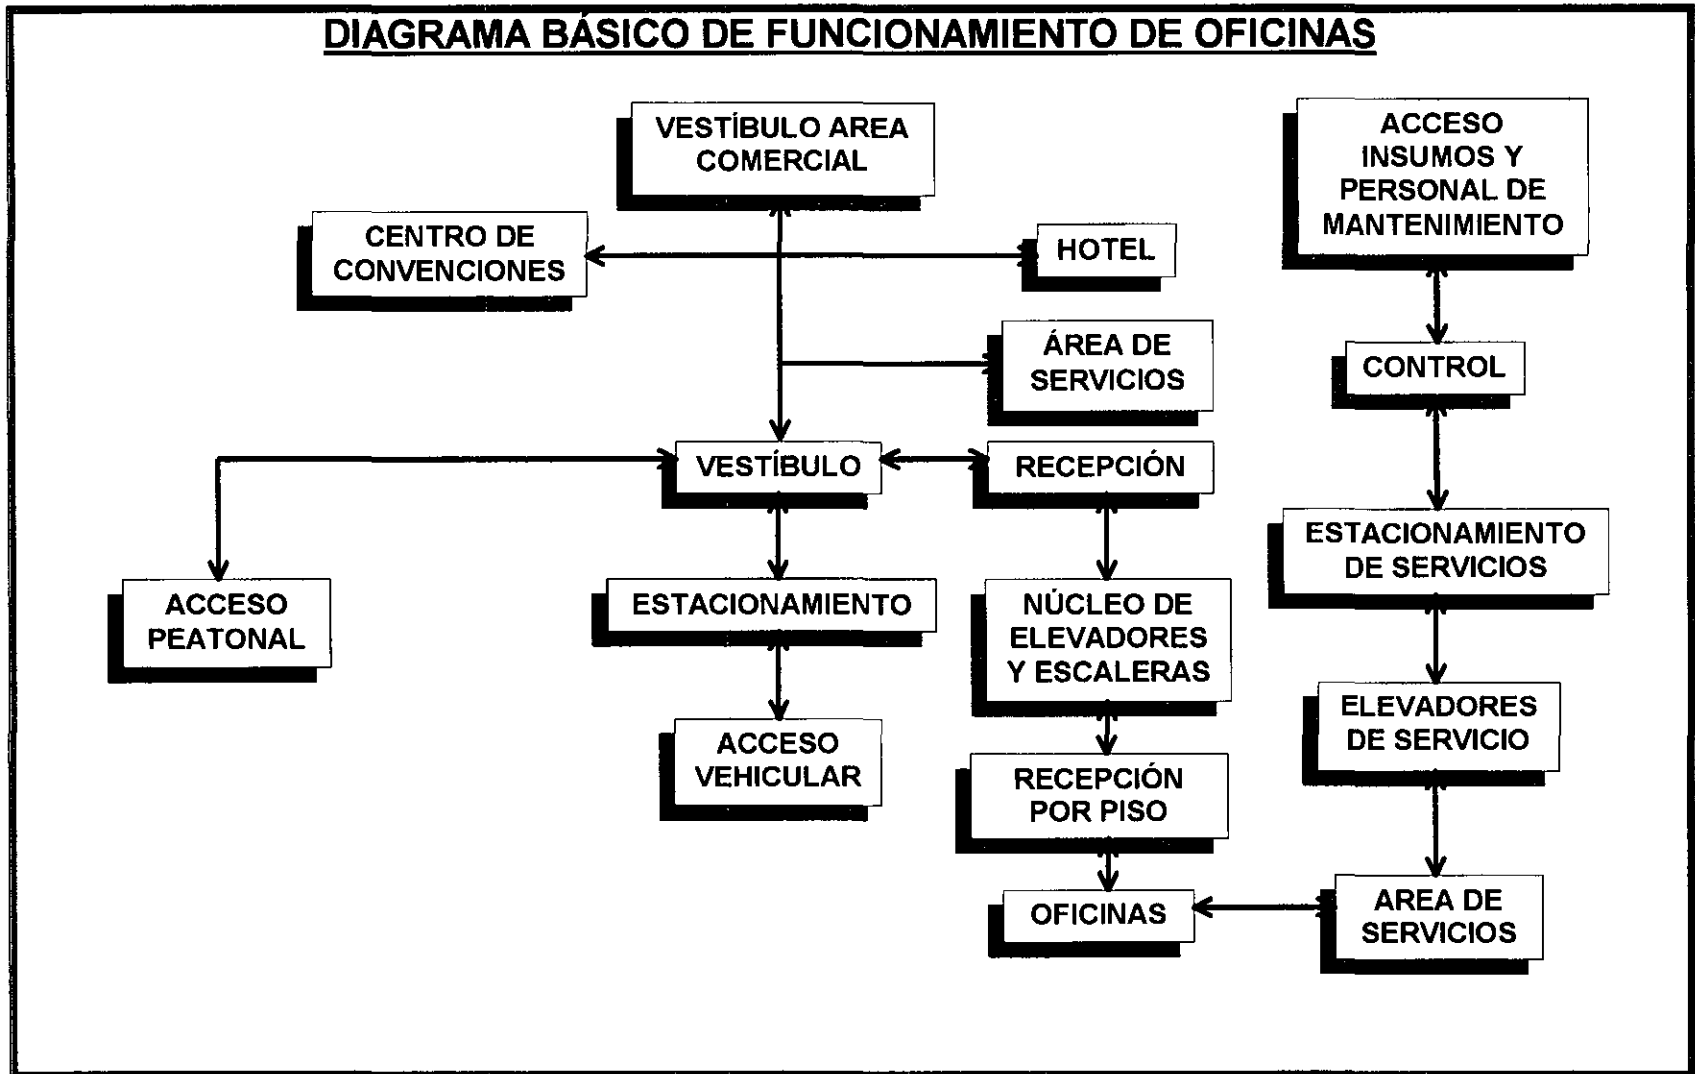 DIAGRAMA BÁSICO DE FUNCIONAMIENTO DE OFICINAS
VESTÍBULO AREA
COMERCIAL
ACCESO
INSUMOS Y
PERSONAL DE
MANTENIMIENTO
CENTRO DE
CONVENCIONES
HOTEL
ÁREA DE
SERVICIOS
CONTROL
VESTÍBULO
RECEPCIÓN
ESTACIONAMIENTO
DE SERVICIOS
ACCESO
PEATONAL
ESTACIONAMIENTO
NÚCLEO DE
ELEVADORES
Y ESCALERAS
ELEVADORES
DE SERVICIO
ACCESO
VEHICULAR
RECEPCIÓN
POR PISO
OFICINAS
AREA DE
SERVICIOS